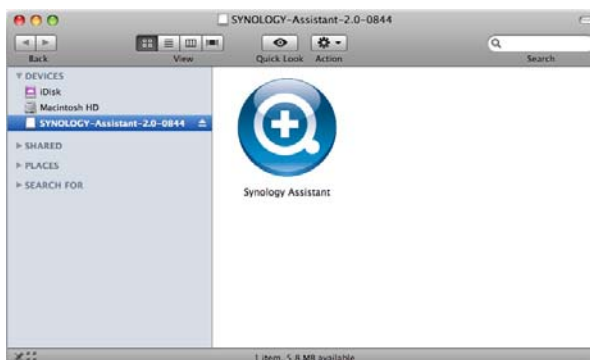 SYNOLOGY-Assistant-2.0-0844
Back
View
Quick Look
Action
Search
DEVICES
iDisk
Macintosh HD
SYNOLOGY-Assistant-2.0-0844
SHARED
PLACES
SEARCH FOR
Synology Assistant
1 item, 5.8 MB available